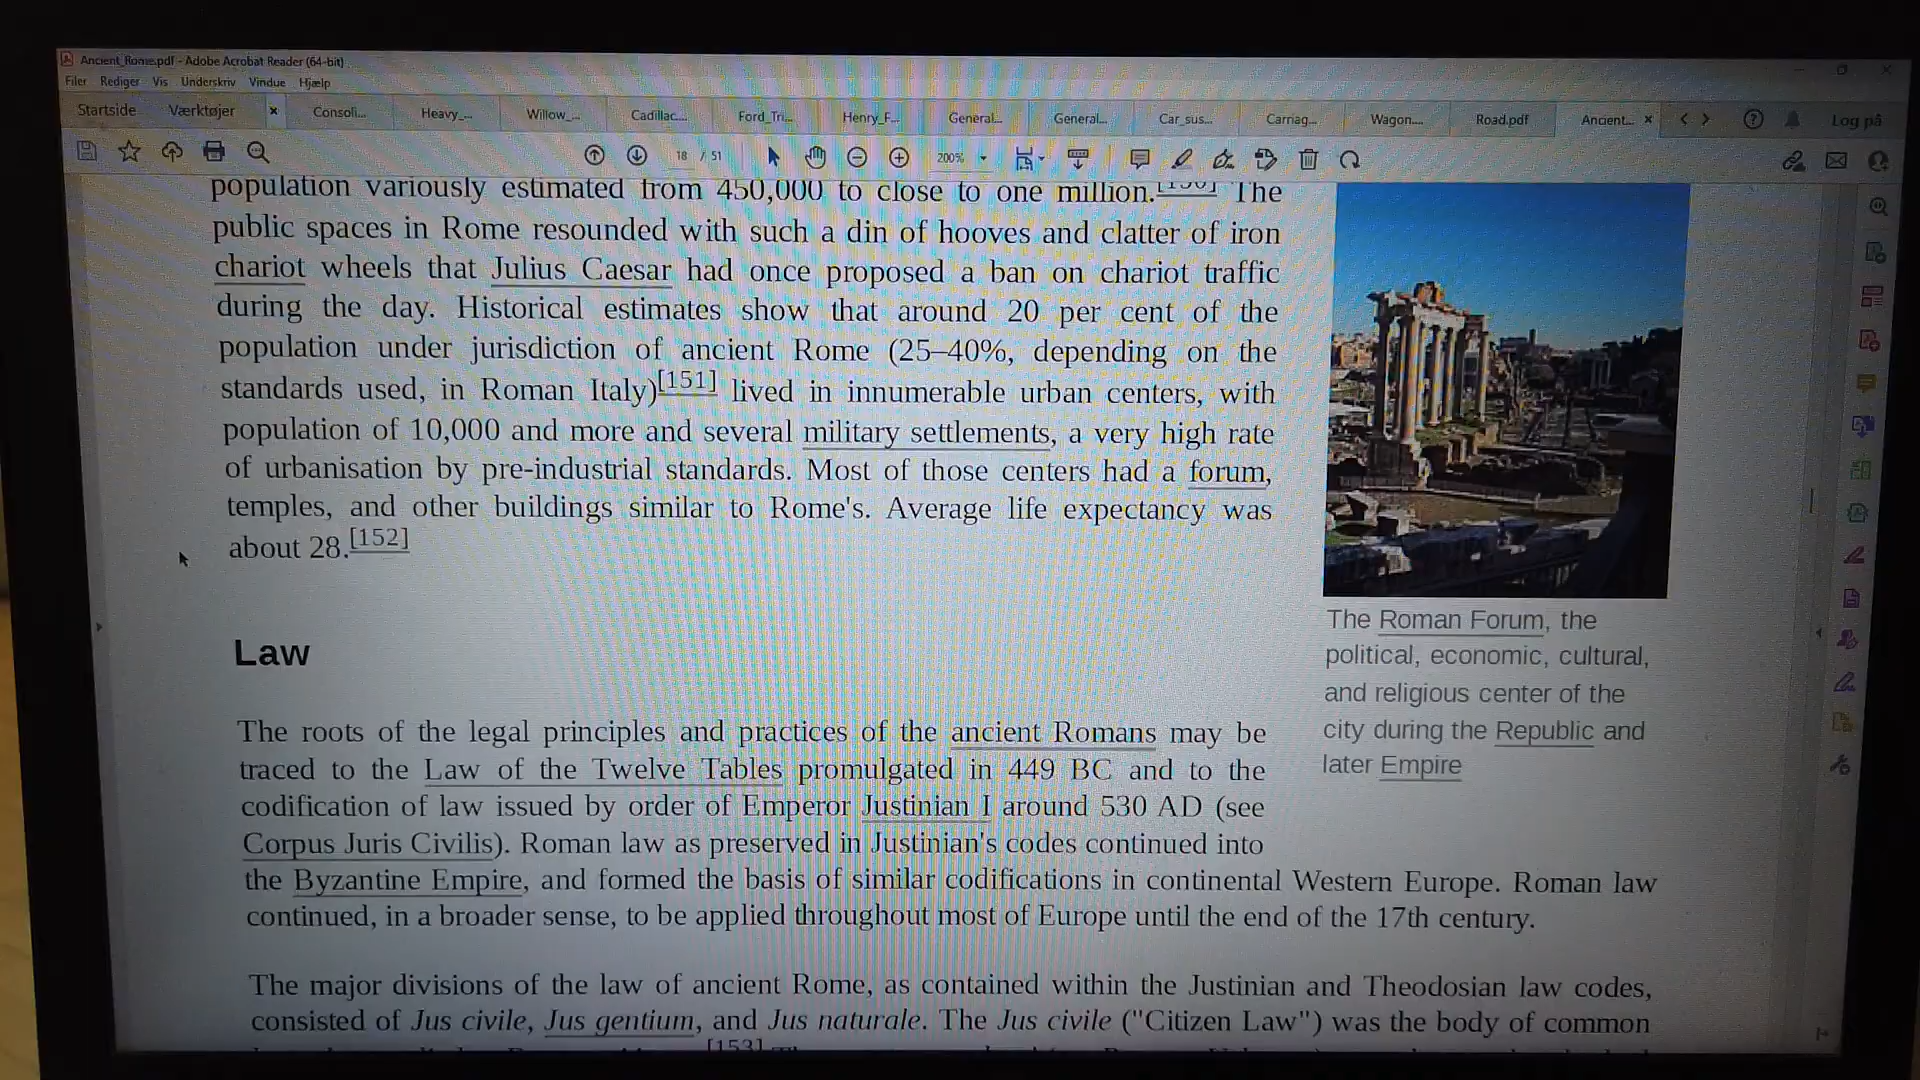 Ancient_Rome.pdf - Adobe Acrobat Reader (64-bit)
Filer Rediger Vis Underskriv Vindue Hjælp
Startside Værktøjer Consoli... Heavy_... Willow_... Cadillac... Ford_Tri... Henry_F... General... General... Car_sus... Carriag... Wagon.... Road.pdf Ancient... Log på
18 / 51 200%
population variously estimated from 450,000 to close to one million.[150] The
public spaces in Rome resounded with such a din of hooves and clatter of iron
chariot wheels that Julius Caesar had once proposed a ban on chariot traffic
during the day. Historical estimates show that around 20 per cent of the
population under jurisdiction of ancient Rome (25–40%, depending on the
standards used, in Roman Italy)[151] lived in innumerable urban centers, with
population of 10,000 and more and several military settlements, a very high rate
of urbanisation by pre-industrial standards. Most of those centers had a forum,
temples, and other buildings similar to Rome's. Average life expectancy was
about 28.[152]
The Roman Forum, the
political, economic, cultural,
and religious center of the
city during the Republic and
later Empire
Law
The roots of the legal principles and practices of the ancient Romans may be
traced to the Law of the Twelve Tables promulgated in 449 BC and to the
codification of law issued by order of Emperor Justinian I around 530 AD (see
Corpus Juris Civilis). Roman law as preserved in Justinian's codes continued into
the Byzantine Empire, and formed the basis of similar codifications in continental Western Europe. Roman law
continued, in a broader sense, to be applied throughout most of Europe until the end of the 17th century.
The major divisions of the law of ancient Rome, as contained within the Justinian and Theodosian law codes,
consisted of Jus civile, Jus gentium, and Jus naturale. The Jus civile ("Citizen Law") was the body of common
[153]